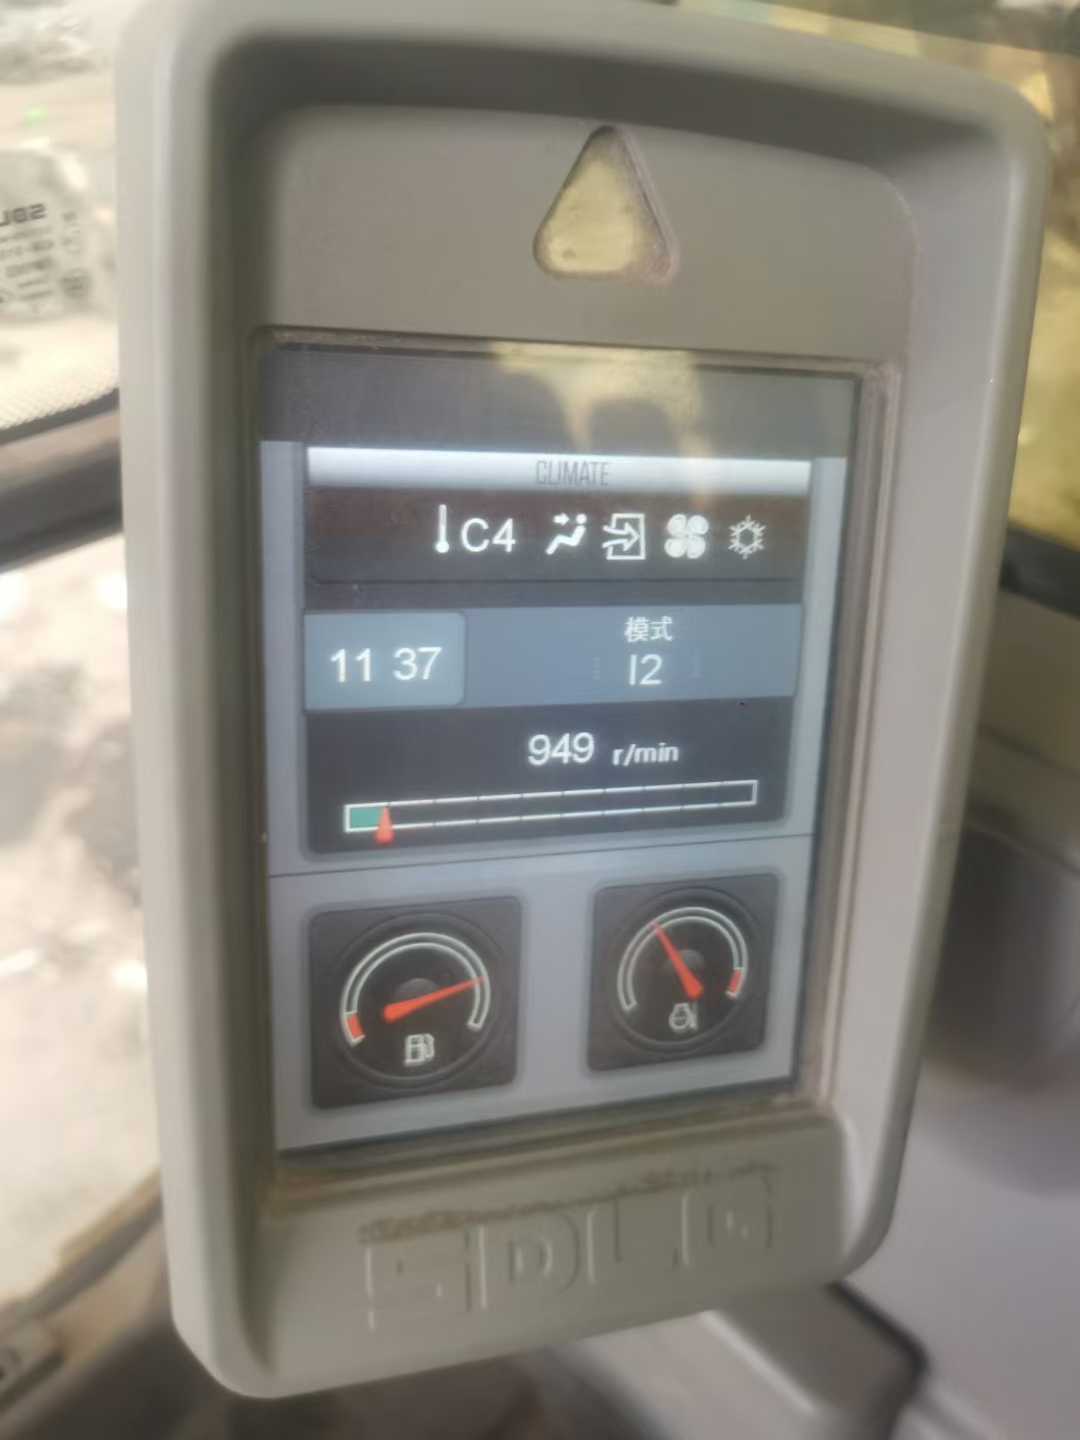 CLIMATE
C4
11 37
模式
I2
949 r/min
SDLG